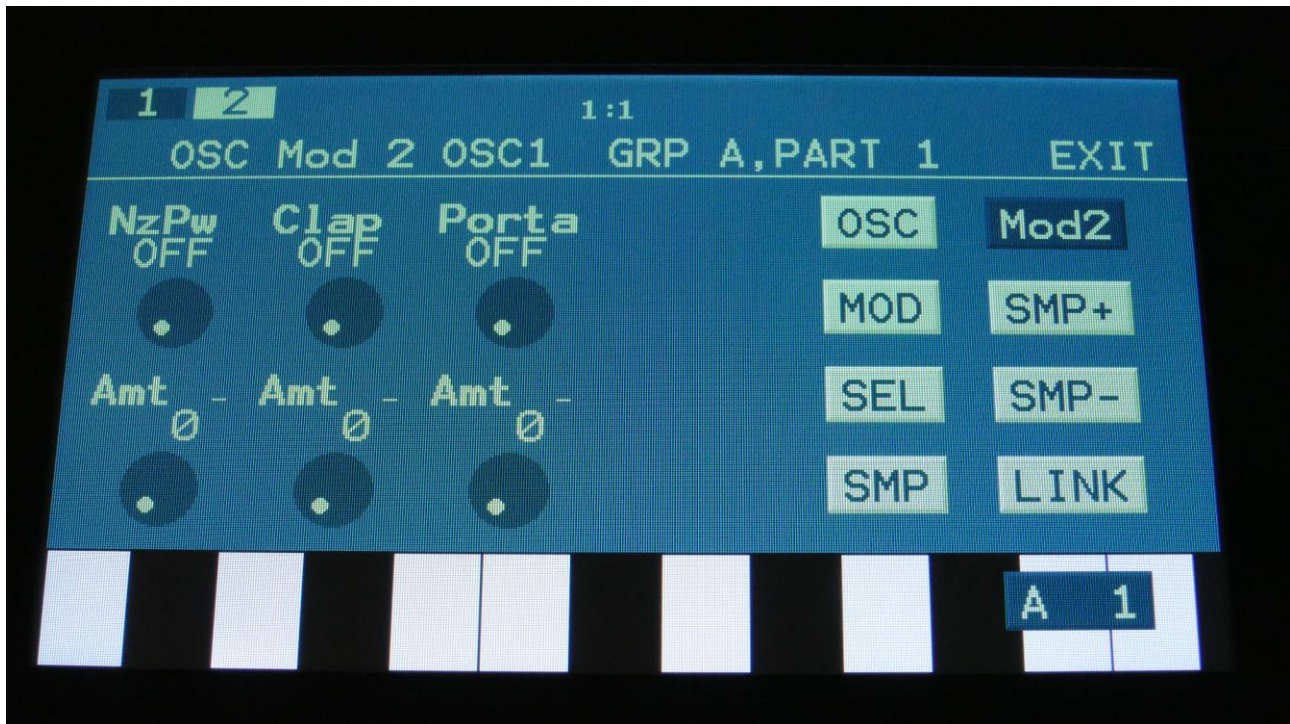 1 2 1:1
OSC Mod 2 OSC1 GRP A,PART 1 EXIT
NzPw Clap Porta OSC Mod2
OFF OFF OFF
MOD SMP+
Amt - Amt - Amt - SEL SMP-
0 0 0
SMP LINK
A 1